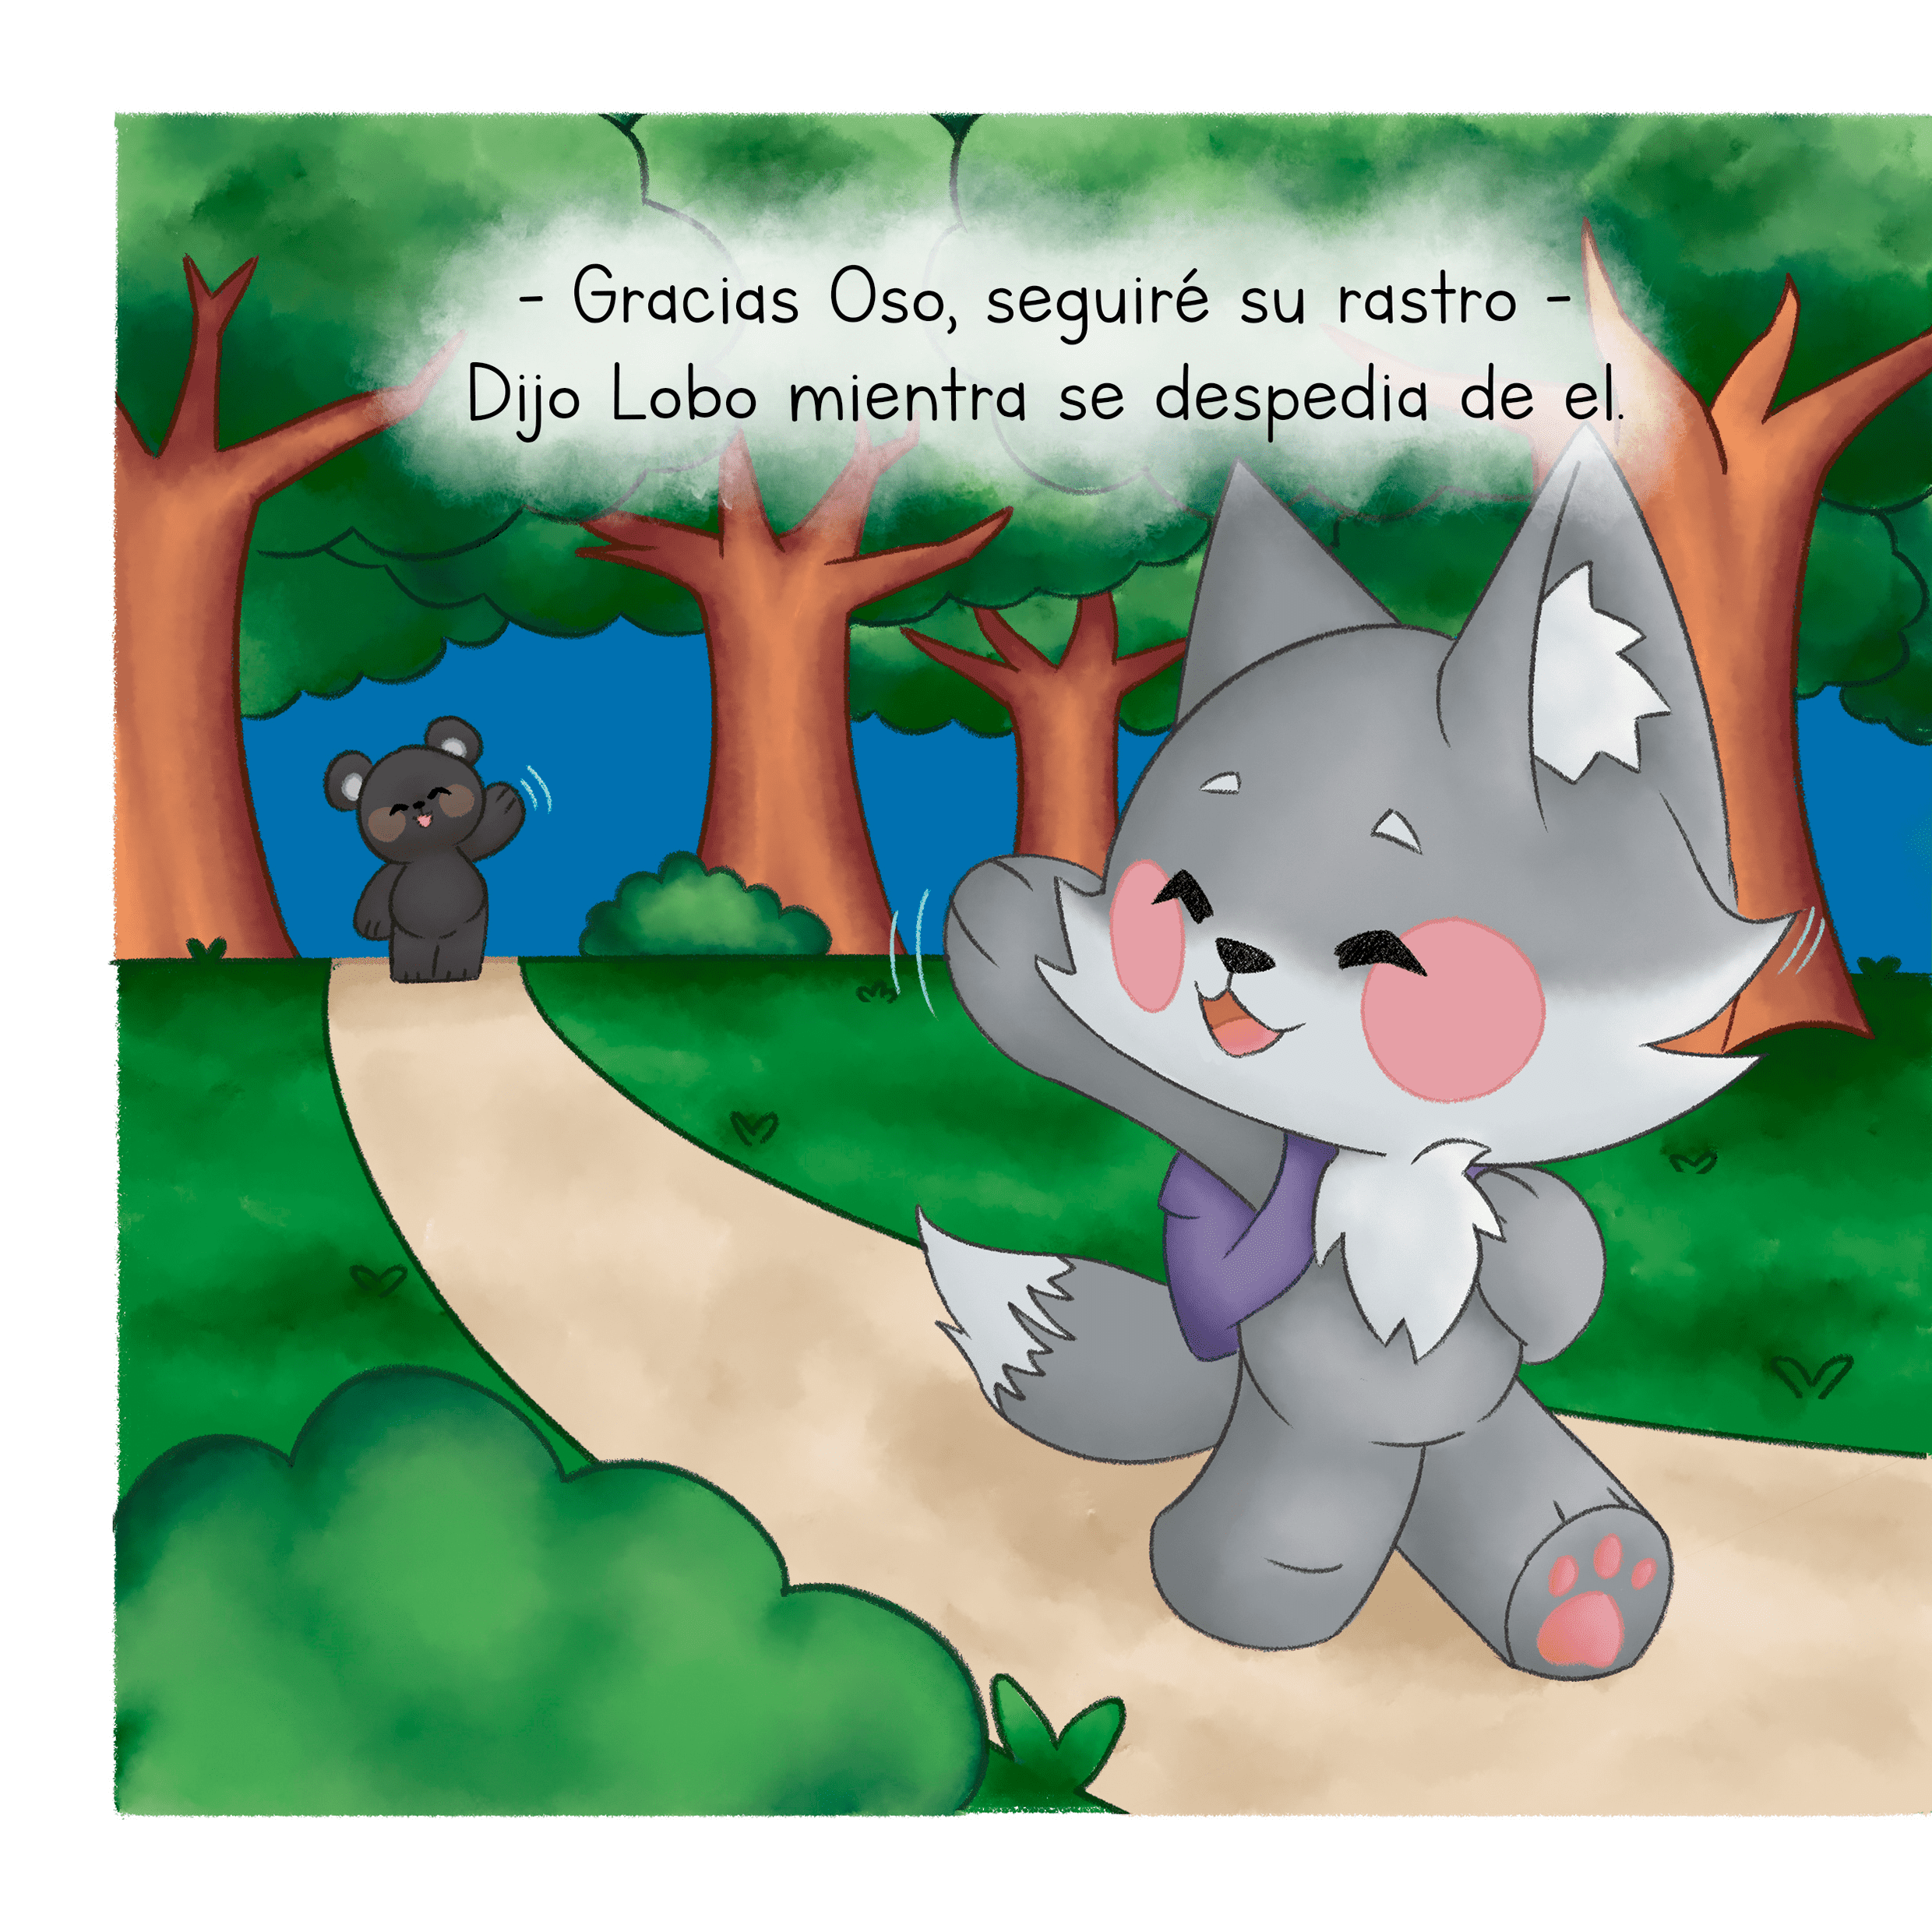 - Gracias Oso, seguiré su rastro -
Dijo Lobo mientra se despedia de el.